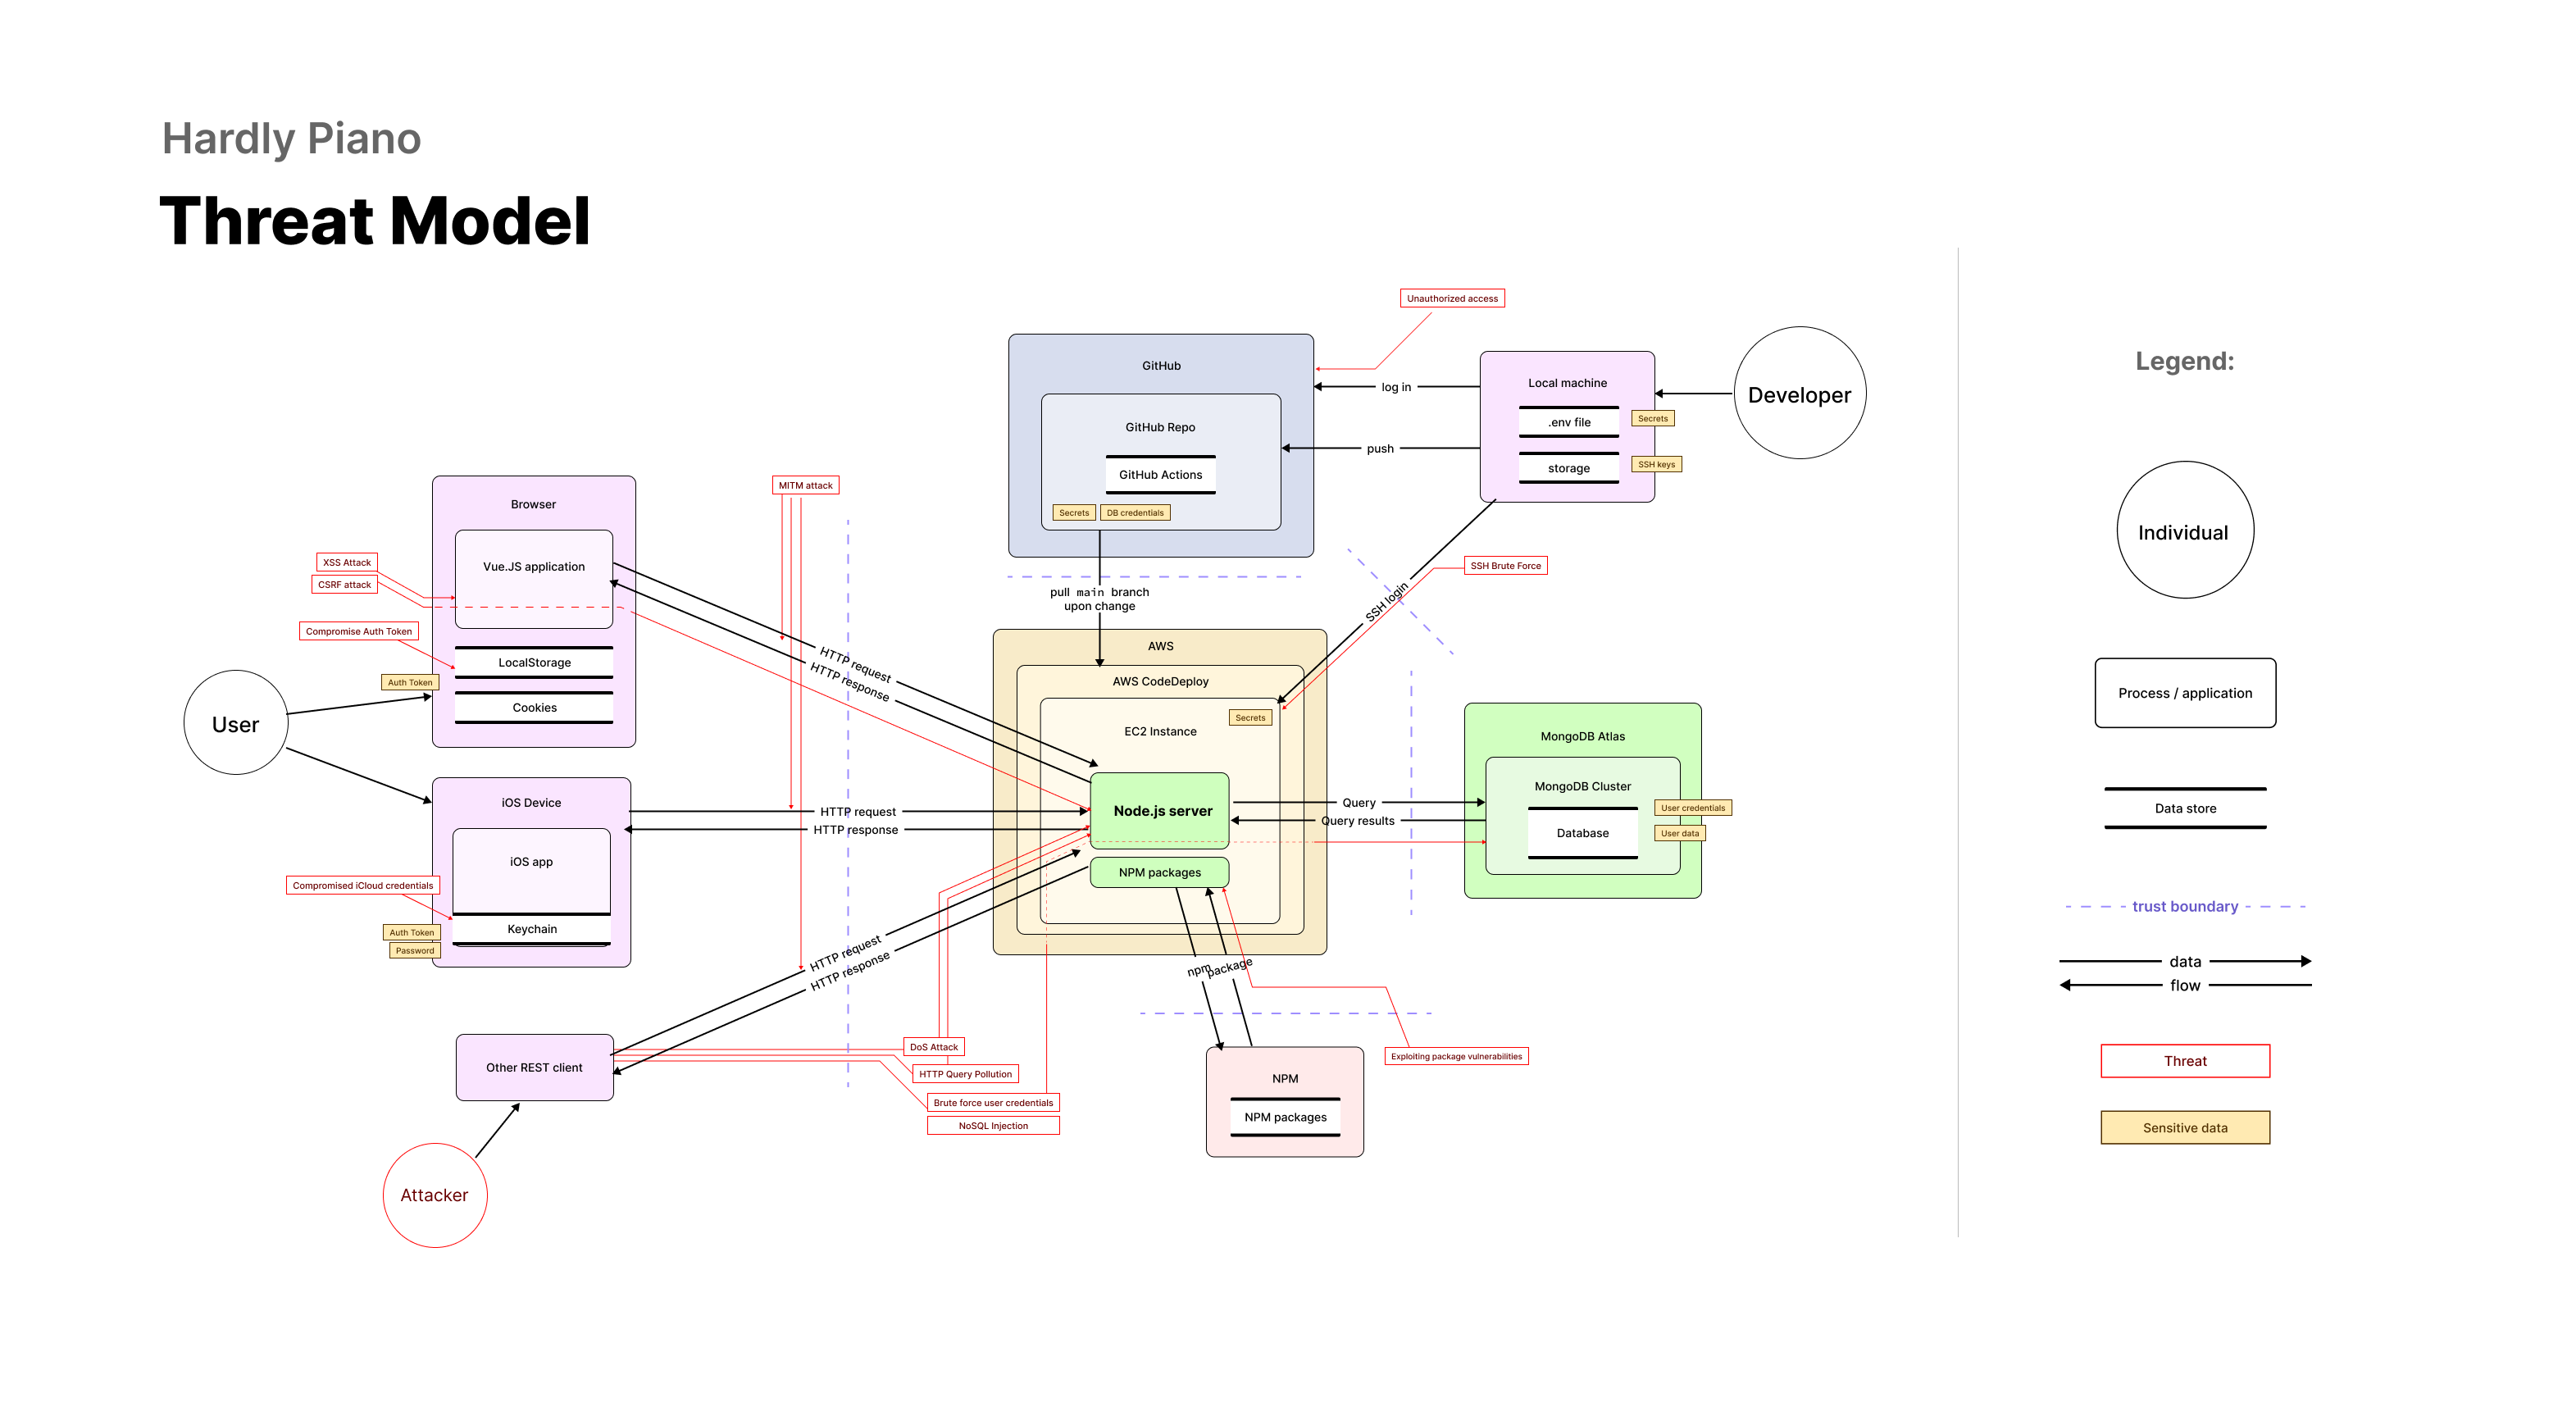 Hardly Piano
Threat Model
Unauthorized access
GitHub
log in
Local machine
Developer
.env file
Secrets
GitHub Repo
push
storage
SSH keys
GitHub Actions
Secrets
DB credentials
MITM attack
Browser
Vue.JS application
XSS Attack
CSRF attack
Compromise Auth Token
LocalStorage
Auth Token
Cookies
User
pull main branch
upon change
SSH login
SSH Brute Force
HTTP request
HTTP response
AWS
AWS CodeDeploy
Secrets
EC2 Instance
Node.js server
NPM packages
MongoDB Atlas
MongoDB Cluster
Database
User credentials
User data
Query
Query results
iOS Device
iOS app
Compromised iCloud credentials
Keychain
Auth Token
Password
HTTP request
HTTP response
HTTP request
HTTP response
npm
package
Other REST client
DoS Attack
HTTP Query Pollution
Brute force user credentials
NoSQL Injection
Exploiting package vulnerabilities
NPM
NPM packages
Attacker
Legend:
Individual
Process / application
Data store
trust boundary
data
flow
Threat
Sensitive data